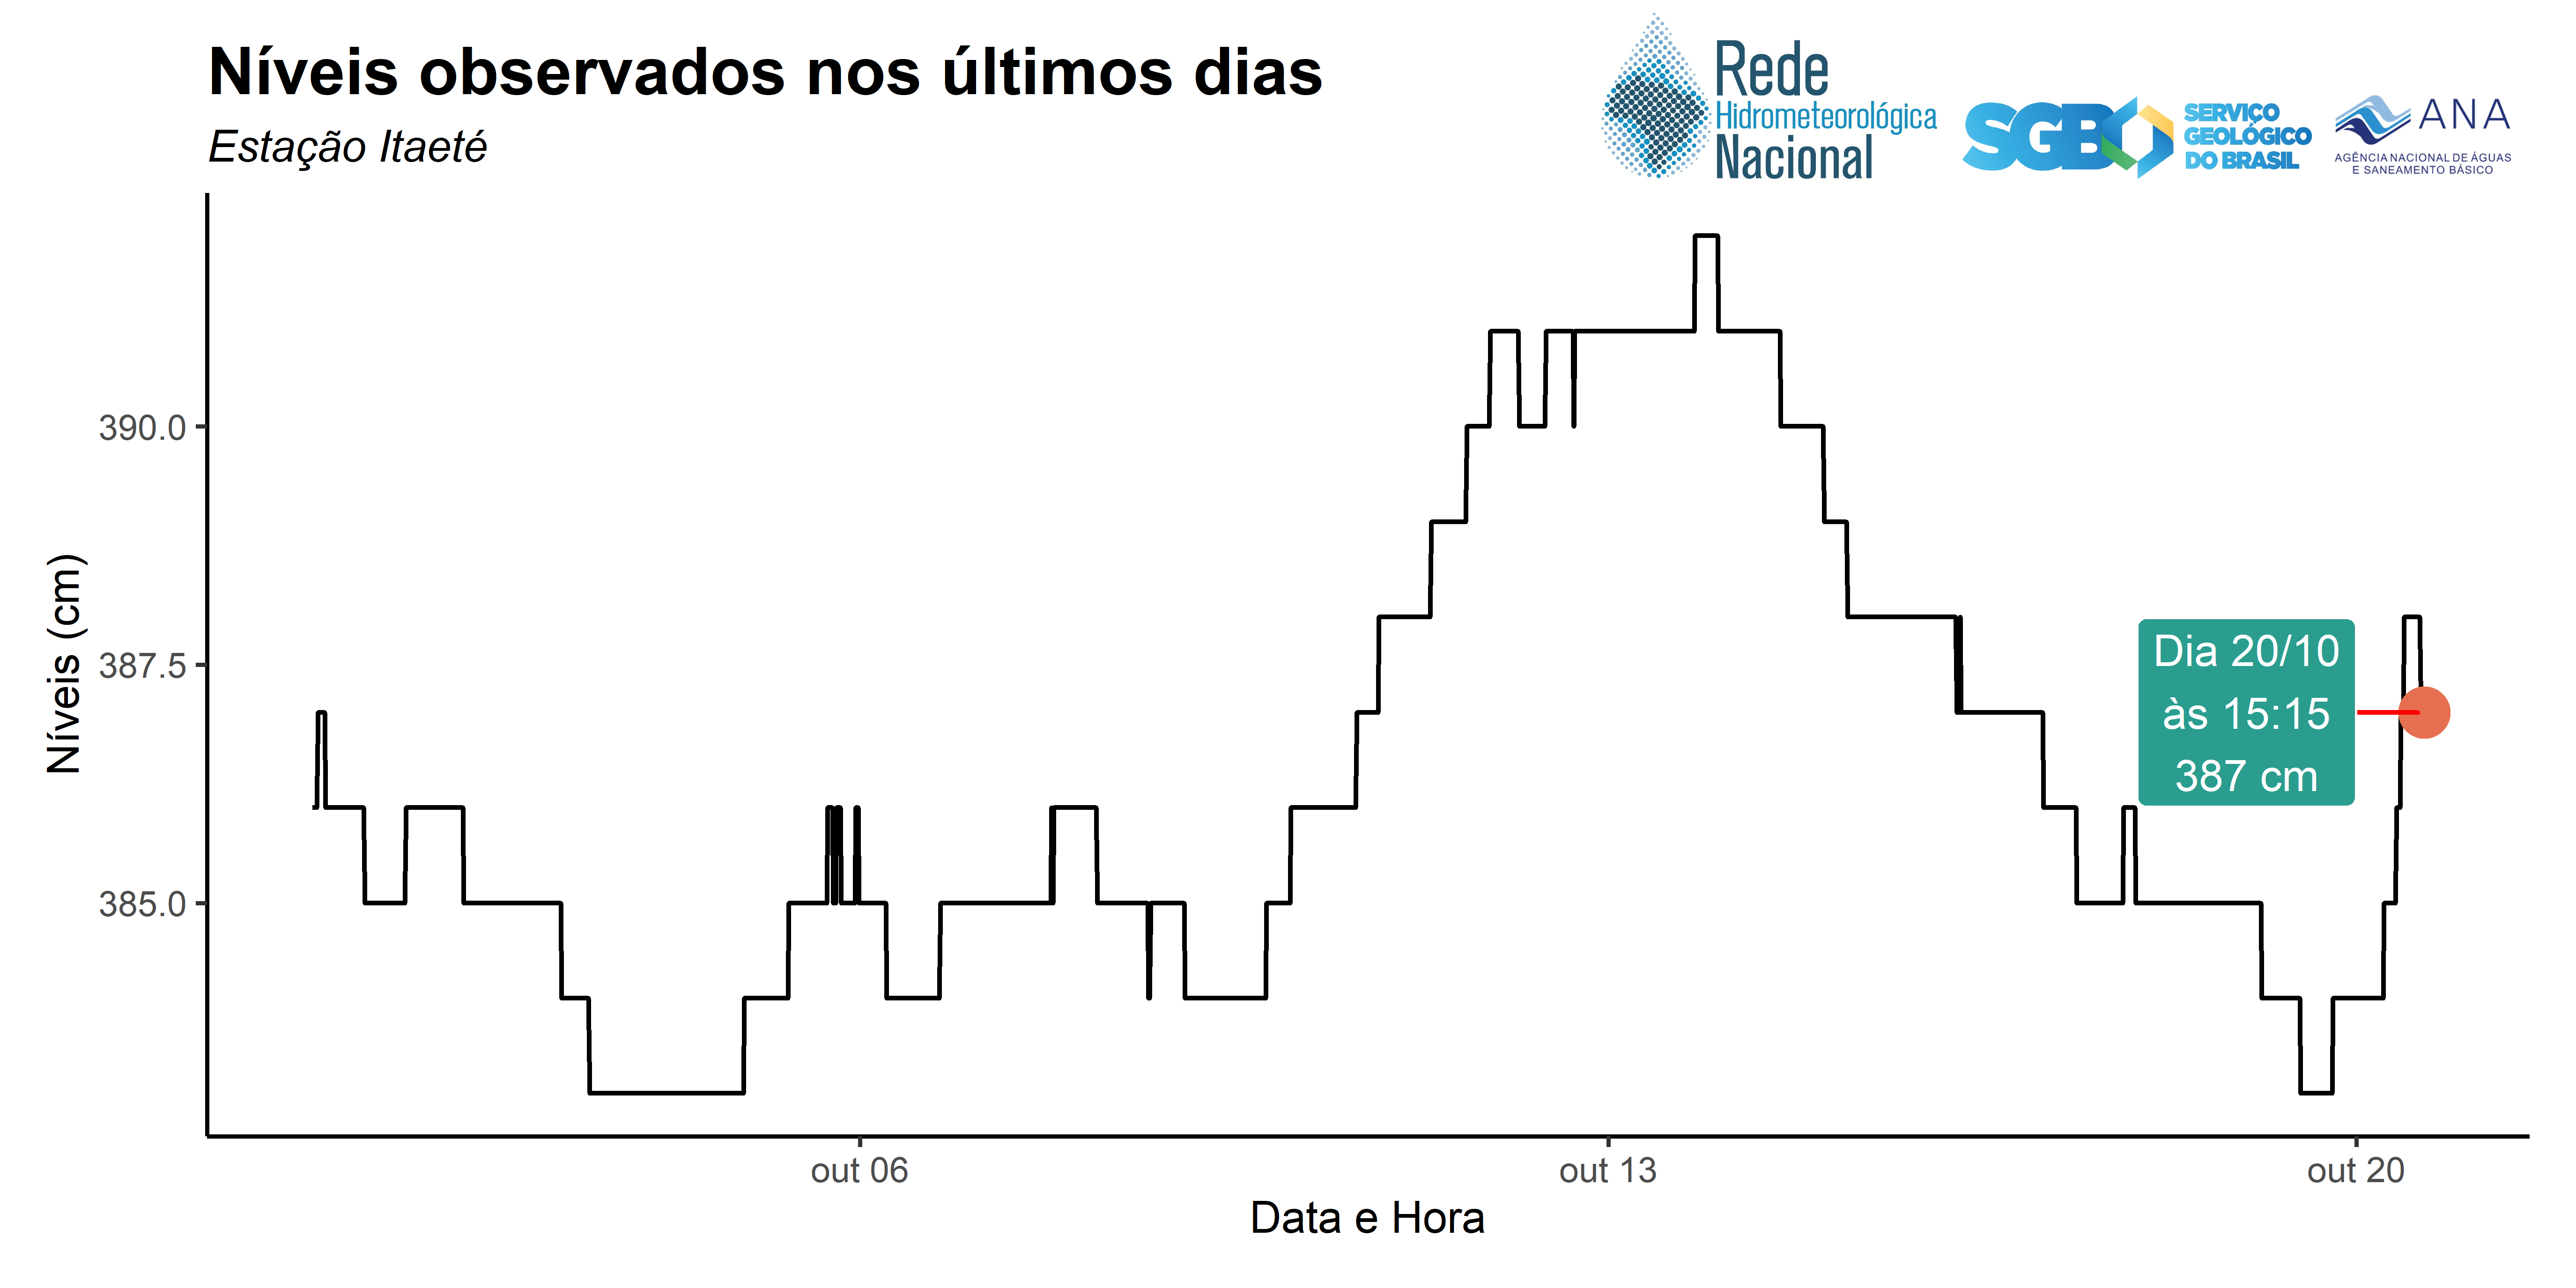 Níveis observados nos últimos dias
Estação Itaeté
Rede
Hidrometeorológica
Nacional
SGB
SERVIÇO
GEOLÓGICO
DO BRASIL
ANA
AGÊNCIA NACIONAL DE ÁGUAS
E SANEAMENTO BÁSICO
Níveis (cm)
390.0
387.5
385.0
Dia 20/10
às 15:15
387 cm
out 06
out 13
out 20
Data e Hora